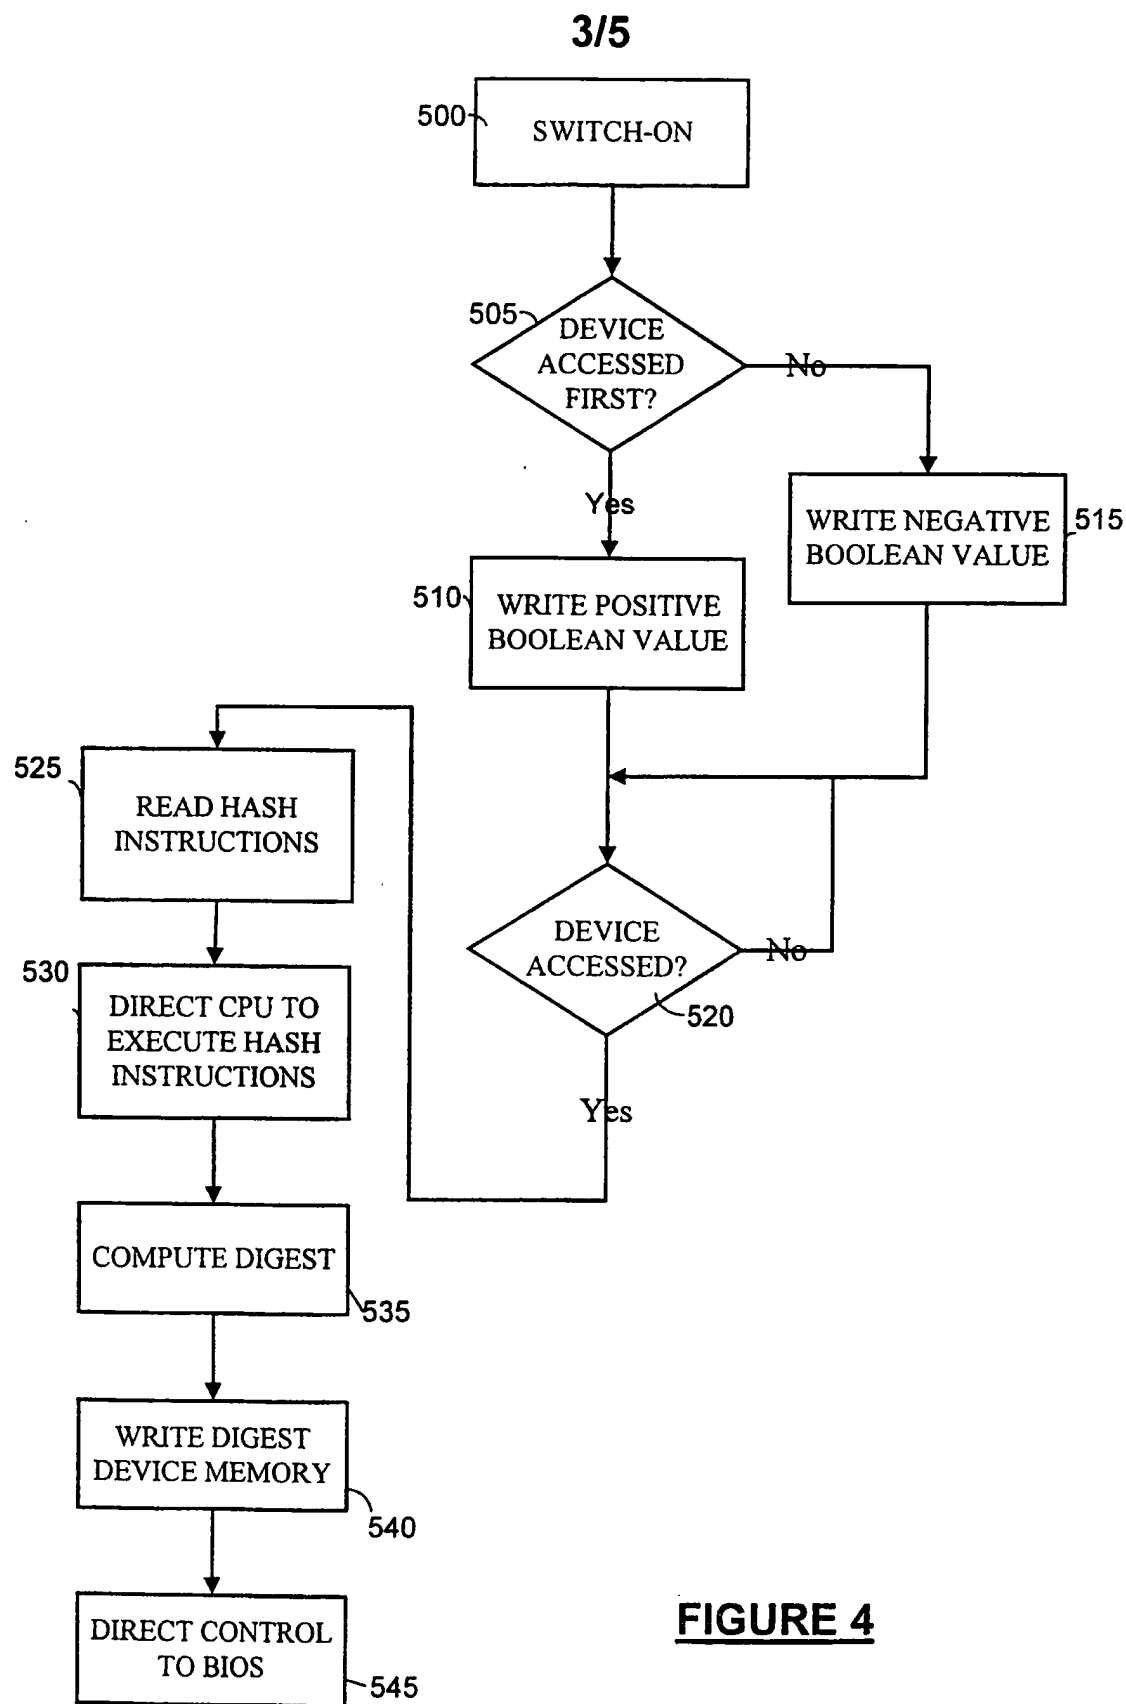 3/5
500
SWITCH-ON
505
DEVICE
ACCESSED
FIRST?
No
Yes
WRITE NEGATIVE
BOOLEAN VALUE
515
510
WRITE POSITIVE
BOOLEAN VALUE
525
READ HASH
INSTRUCTIONS
DEVICE
ACCESSED?
No
520
530
DIRECT CPU TO
EXECUTE HASH
INSTRUCTIONS
Yes
COMPUTE DIGEST
535
WRITE DIGEST
DEVICE MEMORY
540
DIRECT CONTROL
TO BIOS
545
FIGURE 4